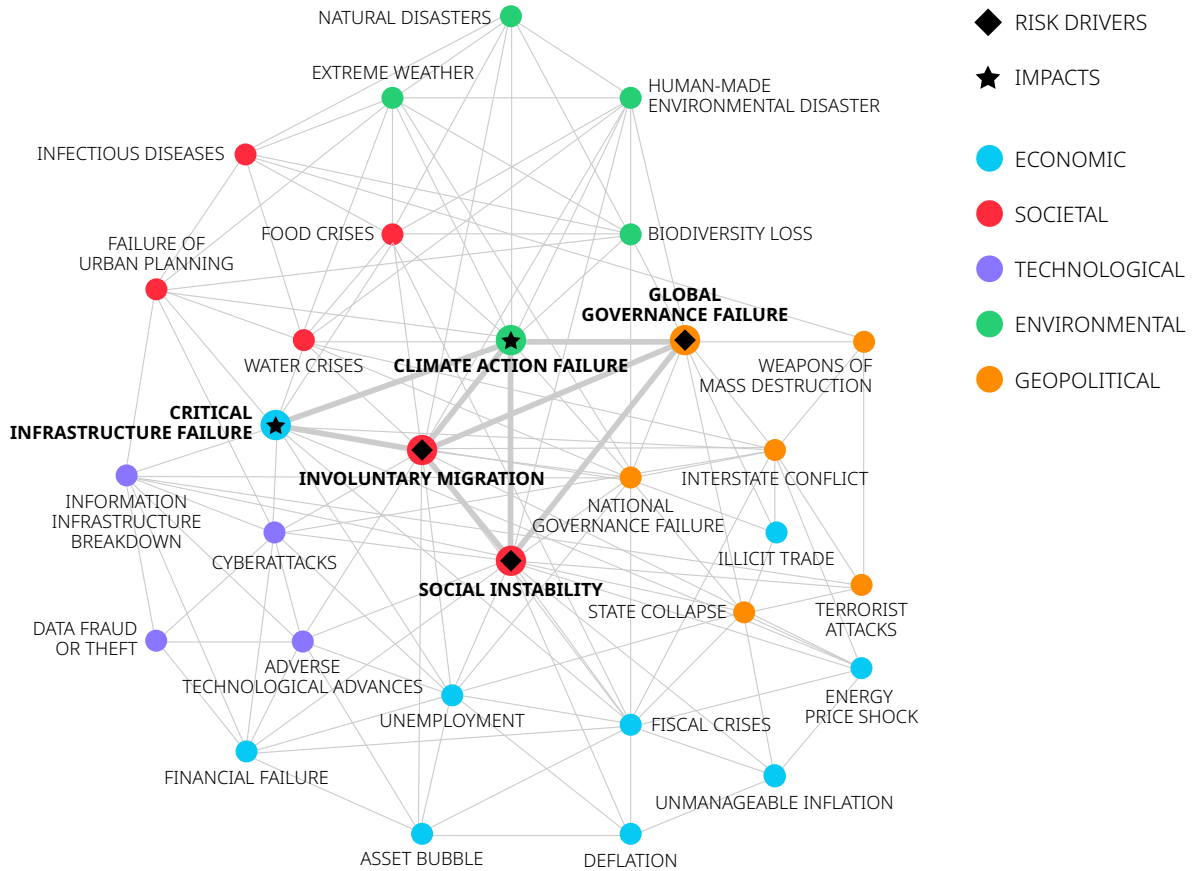 NATURAL DISASTERS
EXTREME WEATHER
HUMAN-MADE
ENVIRONMENTAL DISASTER
INFECTIOUS DISEASES
FOOD CRISES
BIODIVERSITY LOSS
FAILURE OF
URBAN PLANNING
GLOBAL
GOVERNANCE FAILURE
WATER CRISES
CLIMATE ACTION FAILURE
WEAPONS OF
MASS DESTRUCTION
CRITICAL
INFRASTRUCTURE FAILURE
INVOLUNTARY MIGRATION
INTERSTATE CONFLICT
INFORMATION
INFRASTRUCTURE
BREAKDOWN
NATIONAL
GOVERNANCE FAILURE
CYBERATTACKS
ILLICIT TRADE
SOCIAL INSTABILITY
STATE COLLAPSE
TERRORIST
ATTACKS
DATA FRAUD
OR THEFT
ADVERSE
TECHNOLOGICAL ADVANCES
ENERGY
PRICE SHOCK
UNEMPLOYMENT
FISCAL CRISES
FINANCIAL FAILURE
UNMANAGEABLE INFLATION
ASSET BUBBLE
DEFLATION
RISK DRIVERS
IMPACTS
ECONOMIC
SOCIETAL
TECHNOLOGICAL
ENVIRONMENTAL
GEOPOLITICAL